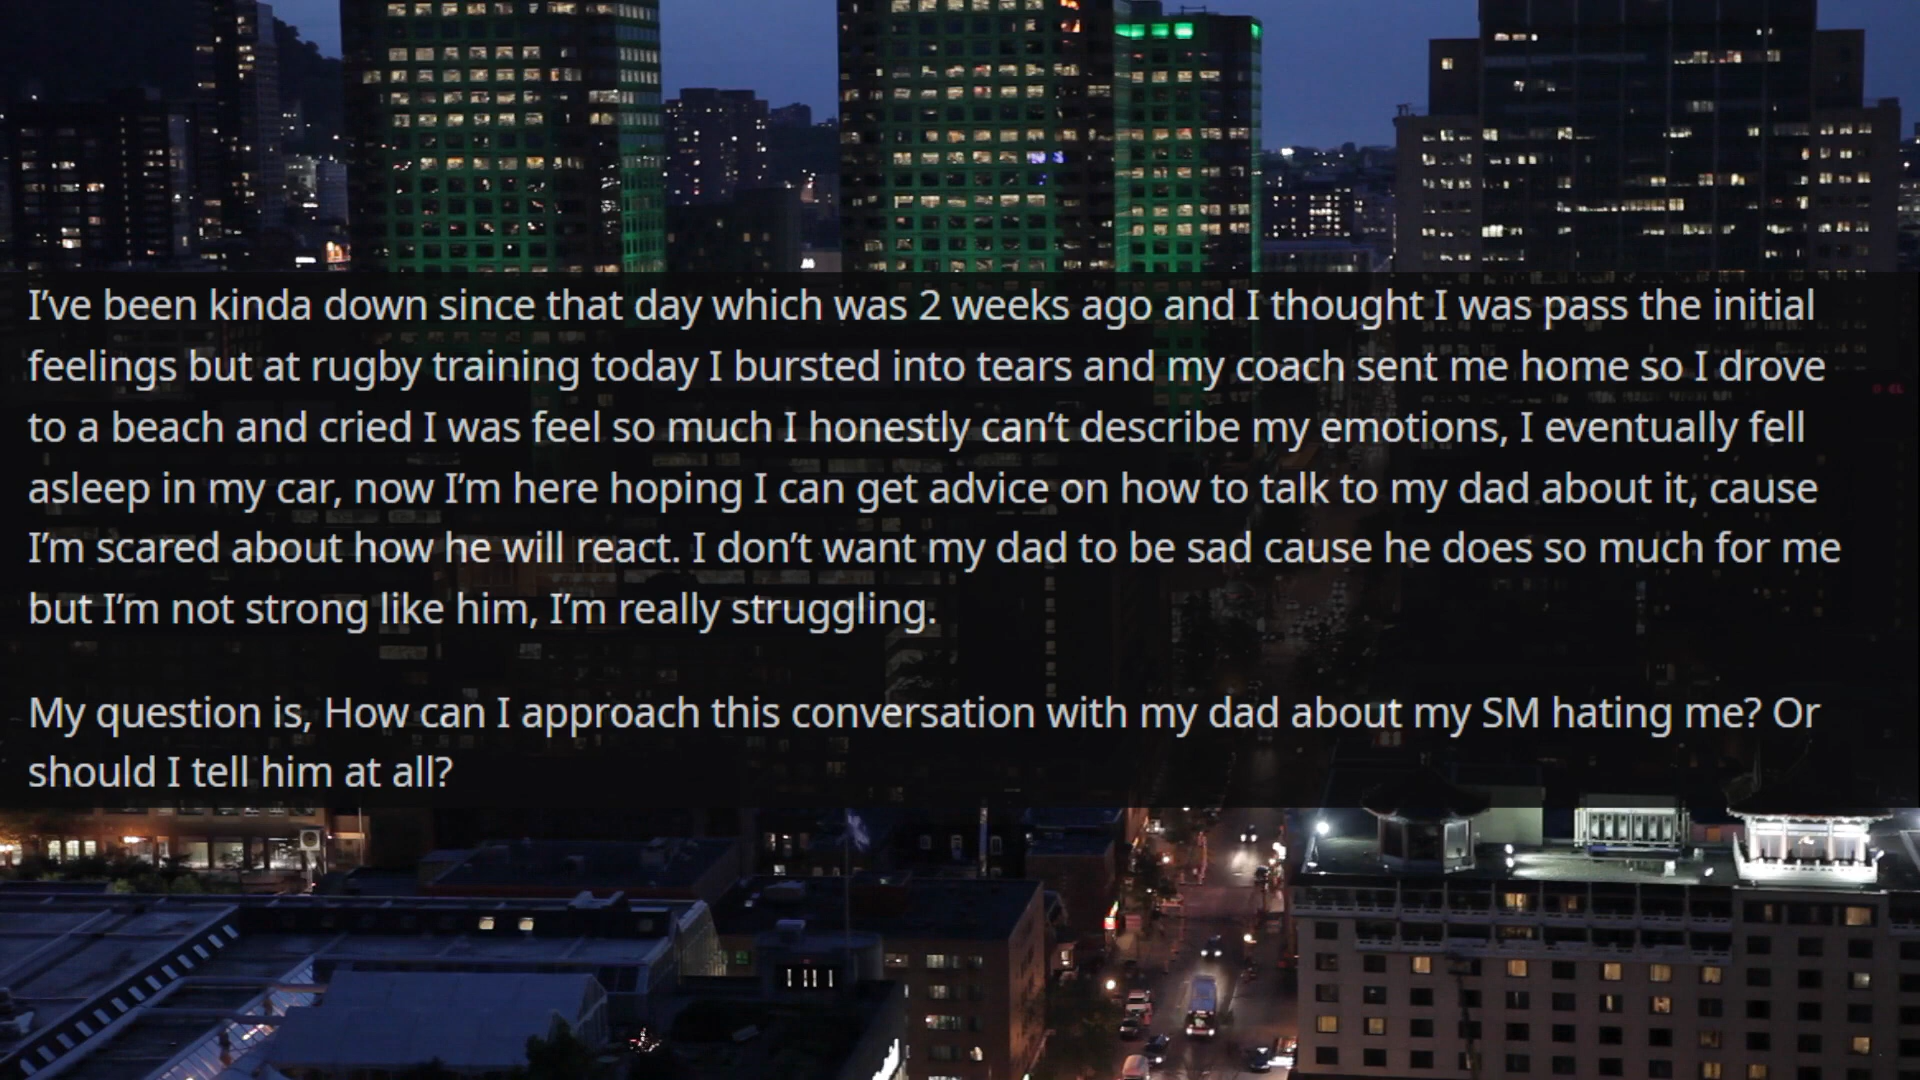 I’ve been kinda down since that day which was 2 weeks ago and I thought I was pass the initial
feelings but at rugby training today I bursted into tears and my coach sent me home so I drove
to a beach and cried I was feel so much I honestly can’t describe my emotions, I eventually fell
asleep in my car, now I’m here hoping I can get advice on how to talk to my dad about it, cause
I’m scared about how he will react. I don’t want my dad to be sad cause he does so much for me
but I’m not strong like him, I’m really struggling.
My question is, How can I approach this conversation with my dad about my SM hating me? Or
should I tell him at all?